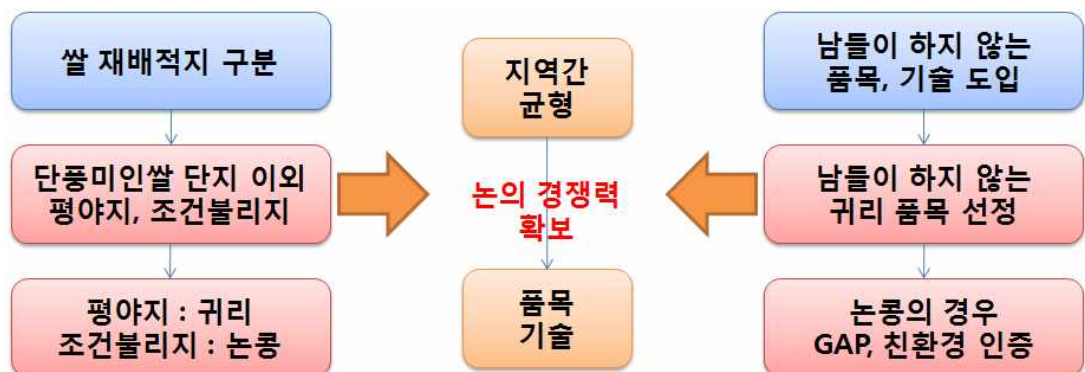 쌀 재배적지 구분
단풍미인쌀 단지 이외
평야지, 조건불리지
평야지 : 귀리
조건불리지 : 논콩
지역간
균형
논의 경쟁력
확보
품목
기술
남들이 하지 않는
품목, 기술 도입
남들이 하지 않는
귀리 품목 선정
논콩의 경우
GAP, 친환경 인증